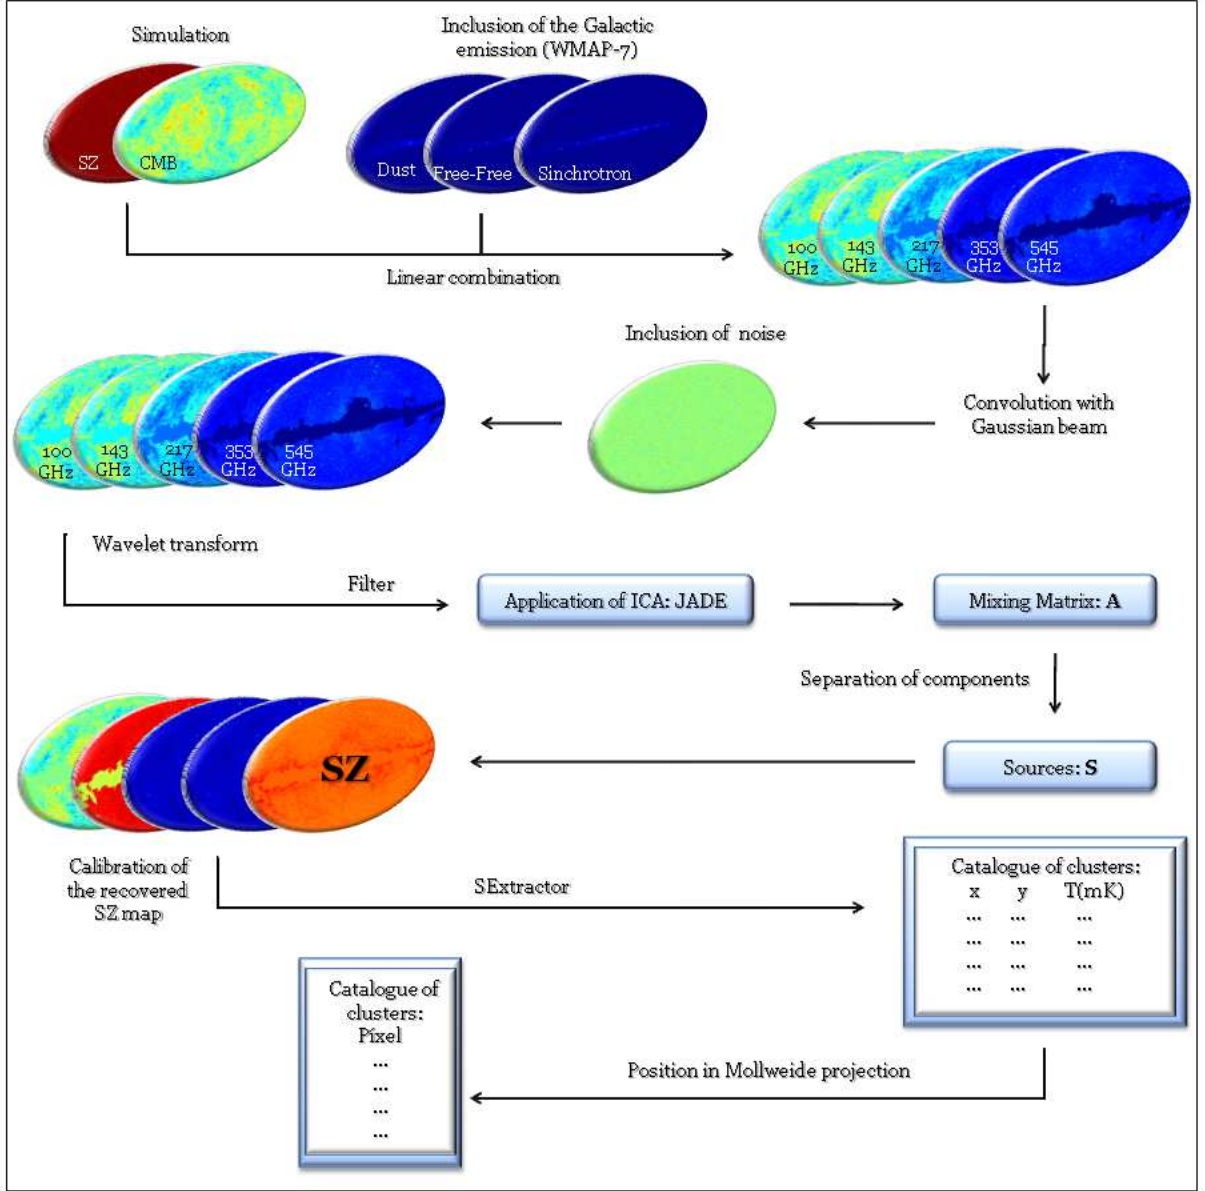 Simulation
Inclusion of the Galactic
emission (WMAP-7)
SZ
CMB
Dust
Free-Free
Sinchrotron
Linear combination
100
GHz
143
GHz
217
GHz
353
GHz
545
GHz
Inclusion of noise
Convolution with
Gaussian beam
100
GHz
143
GHz
217
GHz
353
GHz
545
GHz
Wavelet transform
Filter
Application of ICA: JADE
Mixing Matrix: A
Separation of components
Sources: S
SZ
Calibration of
the recovered
SZ map
SExtractor
Catalogue of clusters:
x y T(mK)
... ... ...
... ... ...
... ... ...
... ... ...
Catalogue of
clusters:
Píxel
...
...
...
...
Position in Mollweide projection